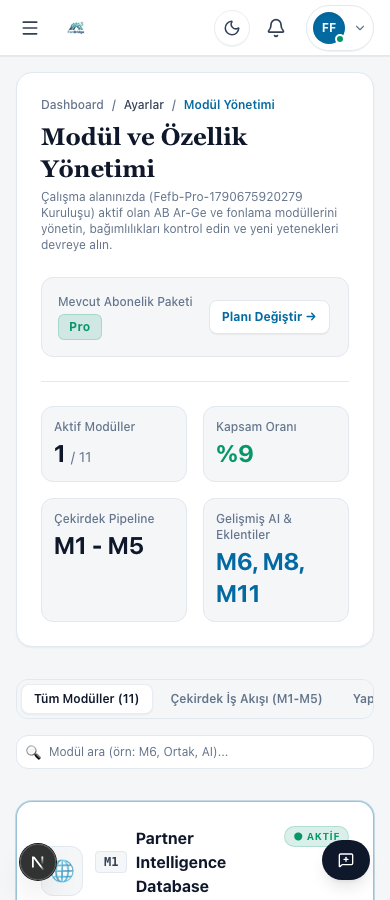 FF
Dashboard / Ayarlar / Modül Yönetimi
Modül ve Özellik
Yönetimi
Çalışma alanınızda (Fefb-Pro-1790675920279
Kuruluşu) aktif olan AB Ar-Ge ve fonlama modüllerini
yönetin, bağımlılıkları kontrol edin ve yeni yetenekleri
devreye alın.
Mevcut Abonelik Paketi
Pro
Planı Değiştir →
Aktif Modüller
1 / 11
Kapsam Oranı
%9
Çekirdek Pipeline
M1 - M5
Gelişmiş AI &
Eklentiler
M6, M8,
M11
Tüm Modüller (11)
Çekirdek İş Akışı (M1-M5)
Yap
Modül ara (örn: M6, Ortak, AI)...
M1
Partner
Intelligence
Database
AKTİF
N